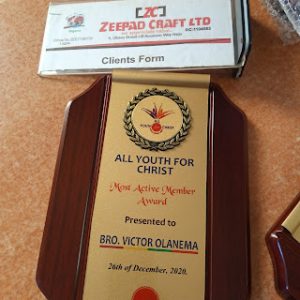 ZC
ZEEPAD CRAFT LTD
Clients Form
ALL YOUTH FOR
CHRIST
Most Active Member
Award
Presented to
BRO. VICTOR OLANEMA
26th of December, 2020.